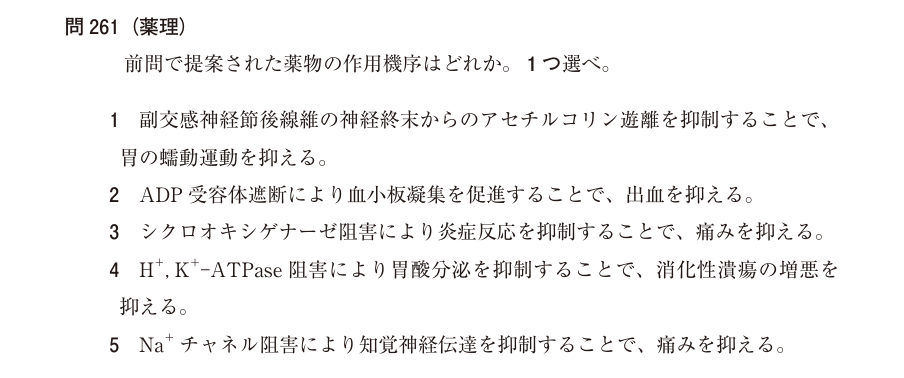 問 261（薬理）
前問で提案された薬物の作用機序はどれか。1つ選べ。
1 副交感神経節後線維の神経終末からのアセチルコリン遊離を抑制することで、
胃の蠕動運動を抑える。
2 ADP 受容体遮断により血小板凝集を促進することで、出血を抑える。
3 シクロオキシゲナーゼ阻害により炎症反応を抑制することで、痛みを抑える。
4 H⁺, K⁺-ATPase 阻害により胃酸分泌を抑制することで、消化性潰瘍の増悪を
抑える。
5 Na⁺ チャネル阻害により知覚神経伝達を抑制することで、痛みを抑える。